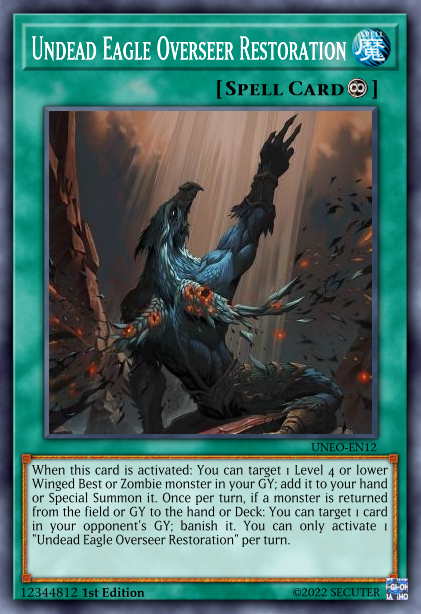 UNDEAD EAGLE OVERSEER RESTORATION 魔
[SPELL CARD ]
UNEO-EN12
When this card is activated: You can target 1 Level 4 or lower
Winged Best or Zombie monster in your GY; add it to your hand
or Special Summon it. Once per turn, if a monster is returned
from the field or GY to the hand or Deck: You can target 1 card
in your opponent's GY; banish it. You can only activate 1
"Undead Eagle Overseer Restoration" per turn.
12344812 1st Edition ©2022 SECUTER